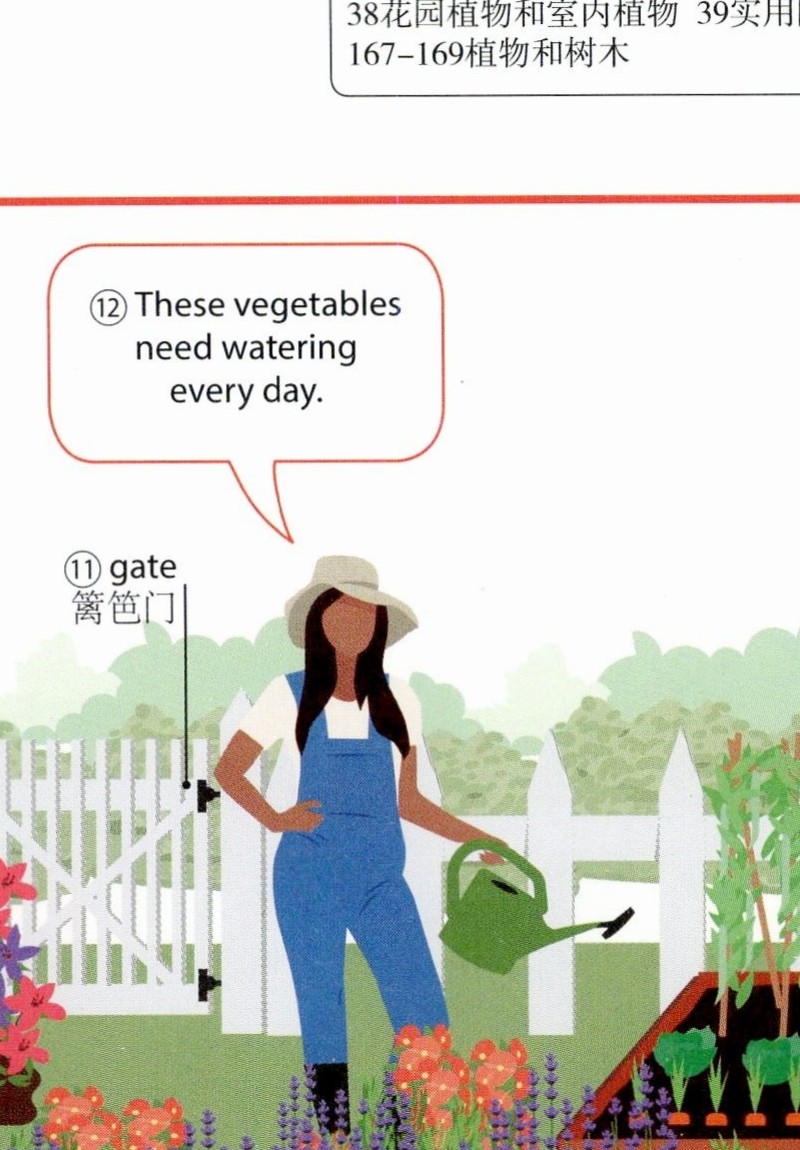 38花园植物和室内植物 39实用
167–169植物和树木
⑫ These vegetables
need watering
every day.
⑪ gate
篱笆门